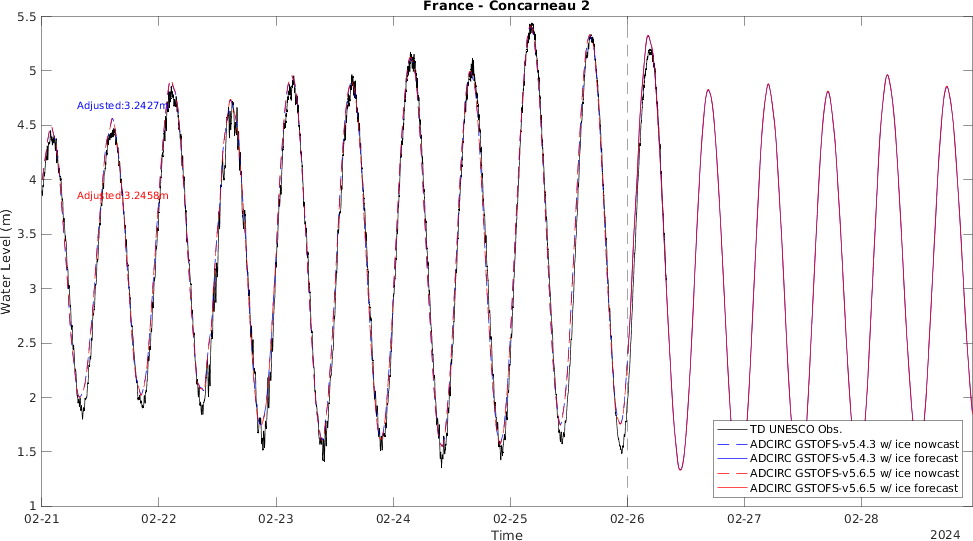 France - Concarneau 2
5.5
5
4.5
4
3.5
3
2.5
2
1.5
1
Water Level (m)
Adjusted:3.2427m
Adjusted:3.2458m
TD UNESCO Obs.
ADCIRC GSTOFS-v5.4.3 w/ ice nowcast
ADCIRC GSTOFS-v5.4.3 w/ ice forecast
ADCIRC GSTOFS-v5.6.5 w/ ice nowcast
ADCIRC GSTOFS-v5.6.5 w/ ice forecast
02-21 02-22 02-23 02-24 02-25 02-26 02-27 02-28
Time
2024